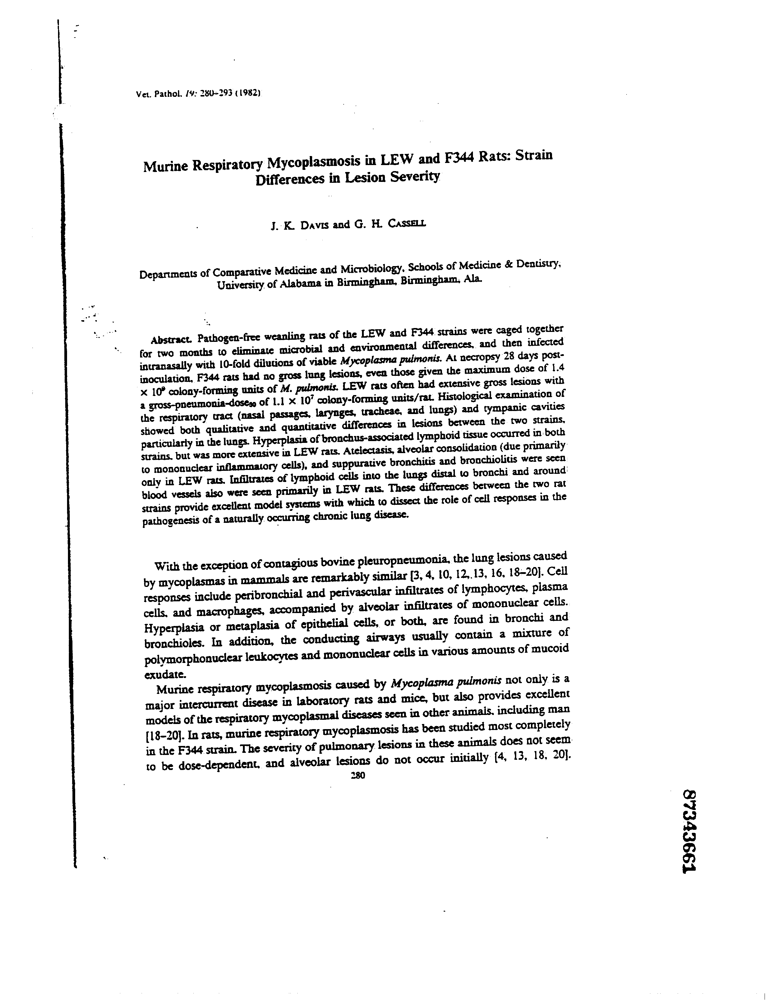 Vet. Pathol. 19: 280–293 (1982)
Murine Respiratory Mycoplasmosis in LEW and F344 Rats: Strain
Differences in Lesion Severity
J. K. DAVIS and G. H. CASSELL
Departments of Comparative Medicine and Microbiology, Schools of Medicine & Dentistry,
University of Alabama in Birmingham, Birmingham, Ala.
Abstract. Pathogen-free weanling rats of the LEW and F344 strains were caged together
for two months to eliminate microbial and environmental differences, and then infected
intranasally with 10-fold dilutions of viable Mycoplasma pulmonis. At necropsy 28 days post-
inoculation, F344 rats had no gross lung lesions, even those given the maximum dose of 1.4
× 10⁹ colony-forming units of M. pulmonis. LEW rats often had extensive gross lesions with
a gross-pneumonia-dose₅₀ of 1.1 × 10⁷ colony-forming units/rat. Histological examination of
the respiratory tract (nasal passages, larynges, tracheae, and lungs) and tympanic cavities
showed both qualitative and quantitative differences in lesions between the two strains,
particularly in the lungs. Hyperplasia of bronchus-associated lymphoid tissue occurred in both
strains, but was more extensive in LEW rats. Atelectasis, alveolar consolidation (due primarily
to mononuclear inflammatory cells), and suppurative bronchitis and bronchiolitis were seen
only in LEW rats. Infiltrates of lymphoid cells into the lungs distal to bronchi and around
blood vessels also were seen primarily in LEW rats. These differences between the two rat
strains provide excellent model systems with which to dissect the role of cell responses in the
pathogenesis of a naturally occurring chronic lung disease.
With the exception of contagious bovine pleuropneumonia, the lung lesions caused
by mycoplasmas in mammals are remarkably similar [3, 4, 10, 12, 13, 16, 18–20]. Cell
responses include peribronchial and perivascular infiltrates of lymphocytes, plasma
cells, and macrophages, accompanied by alveolar infiltrates of mononuclear cells.
Hyperplasia or metaplasia of epithelial cells, or both, are found in bronchi and
bronchioles. In addition, the conducting airways usually contain a mixture of
polymorphonuclear leukocytes and mononuclear cells in various amounts of mucoid
exudate.
Murine respiratory mycoplasmosis caused by Mycoplasma pulmonis not only is a
major intercurrent disease in laboratory rats and mice, but also provides excellent
models of the respiratory mycoplasmal diseases seen in other animals, including man
[18–20]. In rats, murine respiratory mycoplasmosis has been studied most completely
in the F344 strain. The severity of pulmonary lesions in these animals does not seem
to be dose-dependent, and alveolar lesions do not occur initially [4, 13, 18, 20].
280
87343661